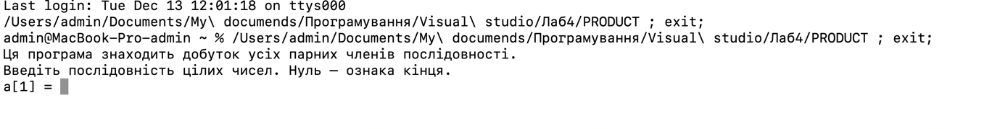 Last login: Tue Dec 13 12:01:18 on ttys000
/Users/admin/Documents/My\ documends/Програмування/Visual\ studio/Лаб4/PRODUCT ; exit;
admin@MacBook-Pro-admin ~ % /Users/admin/Documents/My\ documends/Програмування/Visual\ studio/Лаб4/PRODUCT ; exit;
Ця програма знаходить добуток усіх парних членів послідовності.
Введіть послідовність цілих чисел. Нуль — ознака кінця.
a[1] =